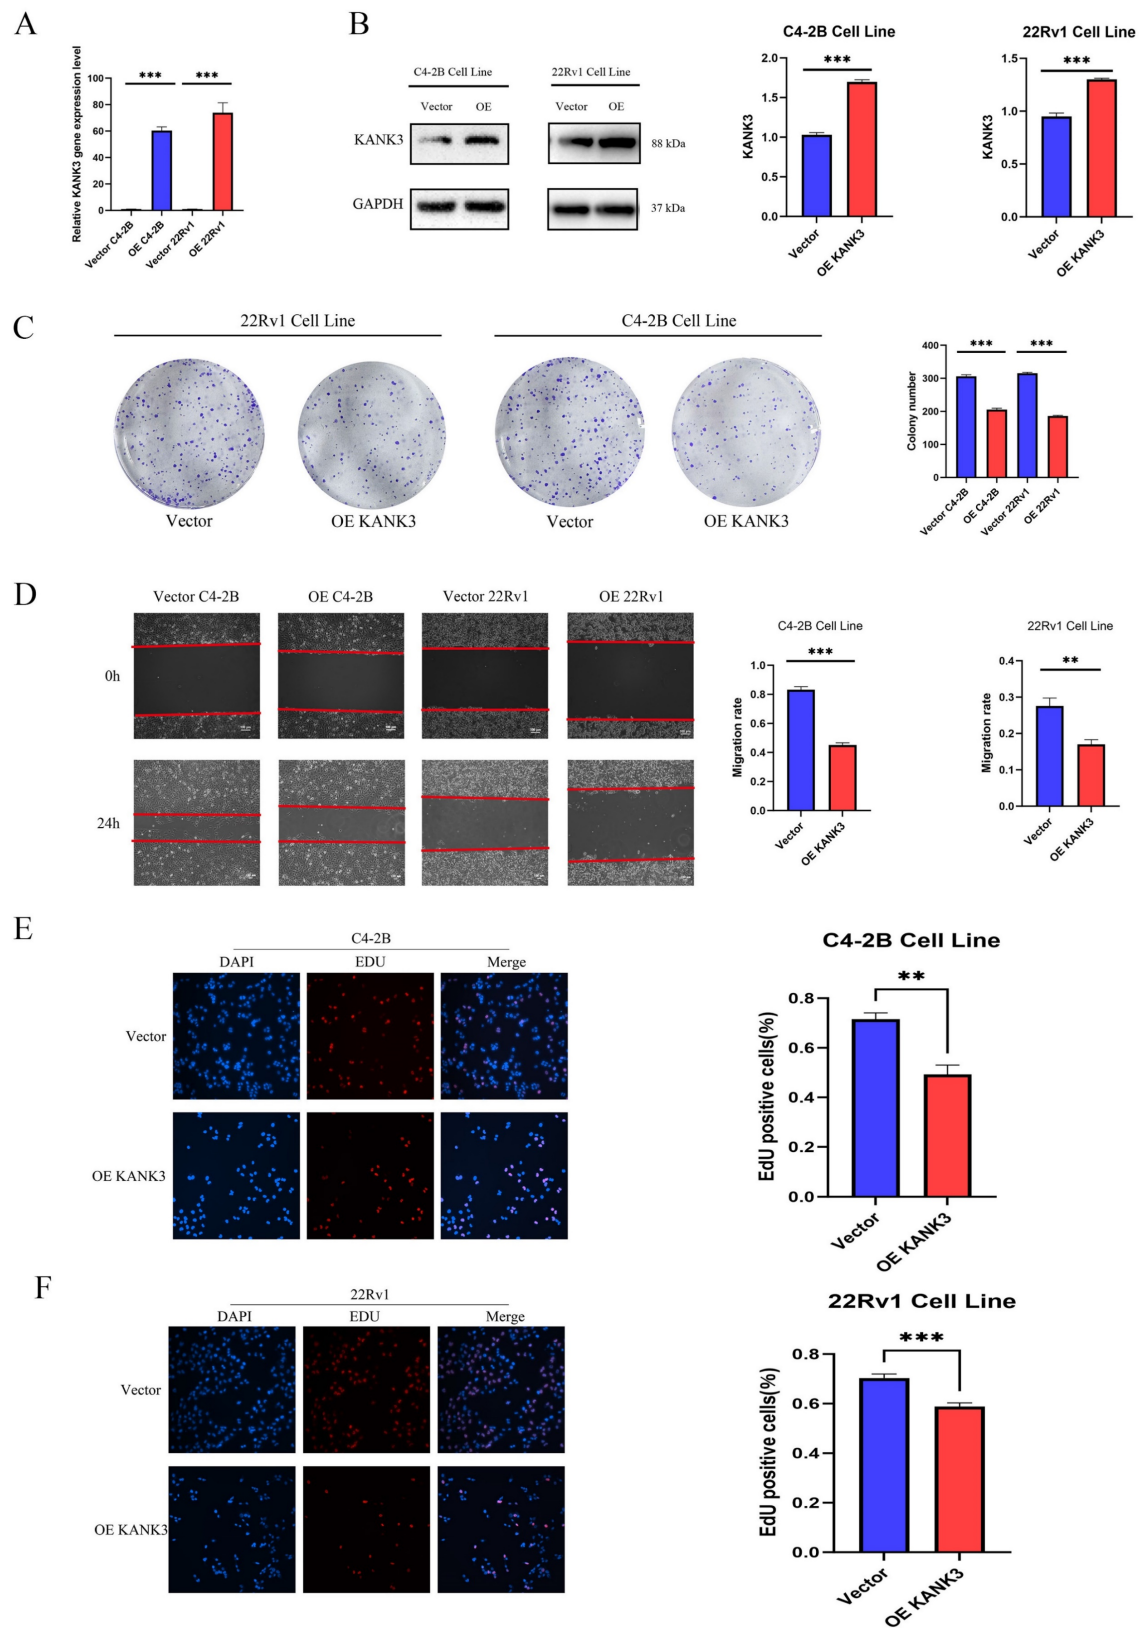 A
Relative KANK3 gene expression level
100
80
60
40
20
0
***
***
Vector C4-2B
OE C4-2B
Vector 22Rv1
OE 22Rv1
B
C4-2B Cell Line
22Rv1 Cell Line
Vector
OE
Vector
OE
KANK3
88 kDa
GAPDH
37 kDa
C4-2B Cell Line
***
KANK3
2.0
1.5
1.0
0.5
0.0
Vector
OE KANK3
22Rv1 Cell Line
***
KANK3
1.5
1.0
0.5
0.0
Vector
OE KANK3
C
22Rv1 Cell Line
C4-2B Cell Line
Vector
OE KANK3
Vector
OE KANK3
Colony number
400
300
200
100
0
***
***
Vector C4-2B
OE C4-2B
Vector 22Rv1
OE 22Rv1
D
Vector C4-2B
OE C4-2B
Vector 22Rv1
OE 22Rv1
0h
24h
C4-2B Cell Line
***
Migration rate
1.0
0.8
0.6
0.4
0.2
0.0
Vector
OE KANK3
22Rv1 Cell Line
**
Migration rate
0.4
0.3
0.2
0.1
0.0
Vector
OE KANK3
E
C4-2B
DAPI
EDU
Merge
Vector
OE KANK3
C4-2B Cell Line
**
EdU positive cells(%)
0.8
0.6
0.4
0.2
0.0
Vector
OE KANK3
F
22Rv1
DAPI
EDU
Merge
Vector
OE KANK3
22Rv1 Cell Line
***
EdU positive cells(%)
0.8
0.6
0.4
0.2
0.0
Vector
OE KANK3